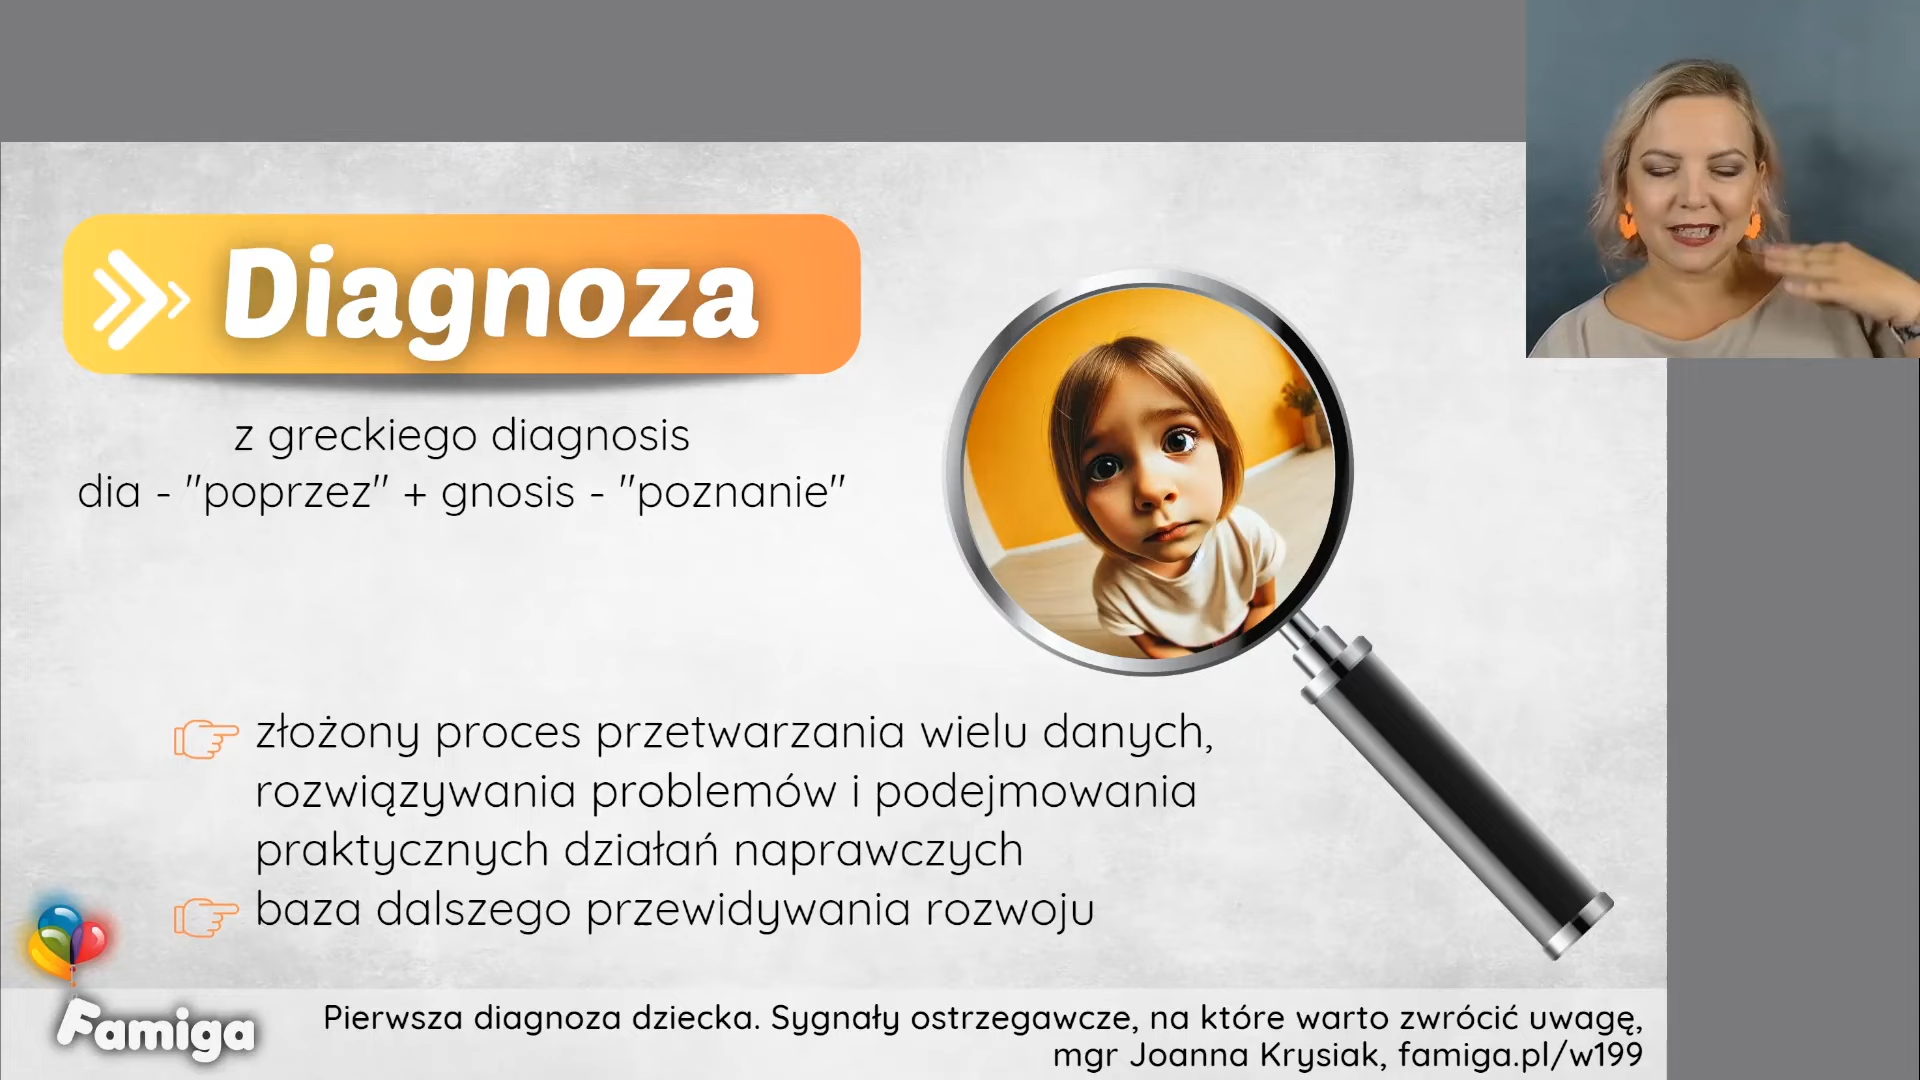 Diagnoza
z greckiego diagnosis
dia - "poprzez" + gnosis - "poznanie"
złożony proces przetwarzania wielu danych,
rozwiązywania problemów i podejmowania
praktycznych działań naprawczych
baza dalszego przewidywania rozwoju
Famiga
Pierwsza diagnoza dziecka. Sygnały ostrzegawcze, na które warto zwrócić uwagę,
mgr Joanna Krysiak, famiga.pl/w199